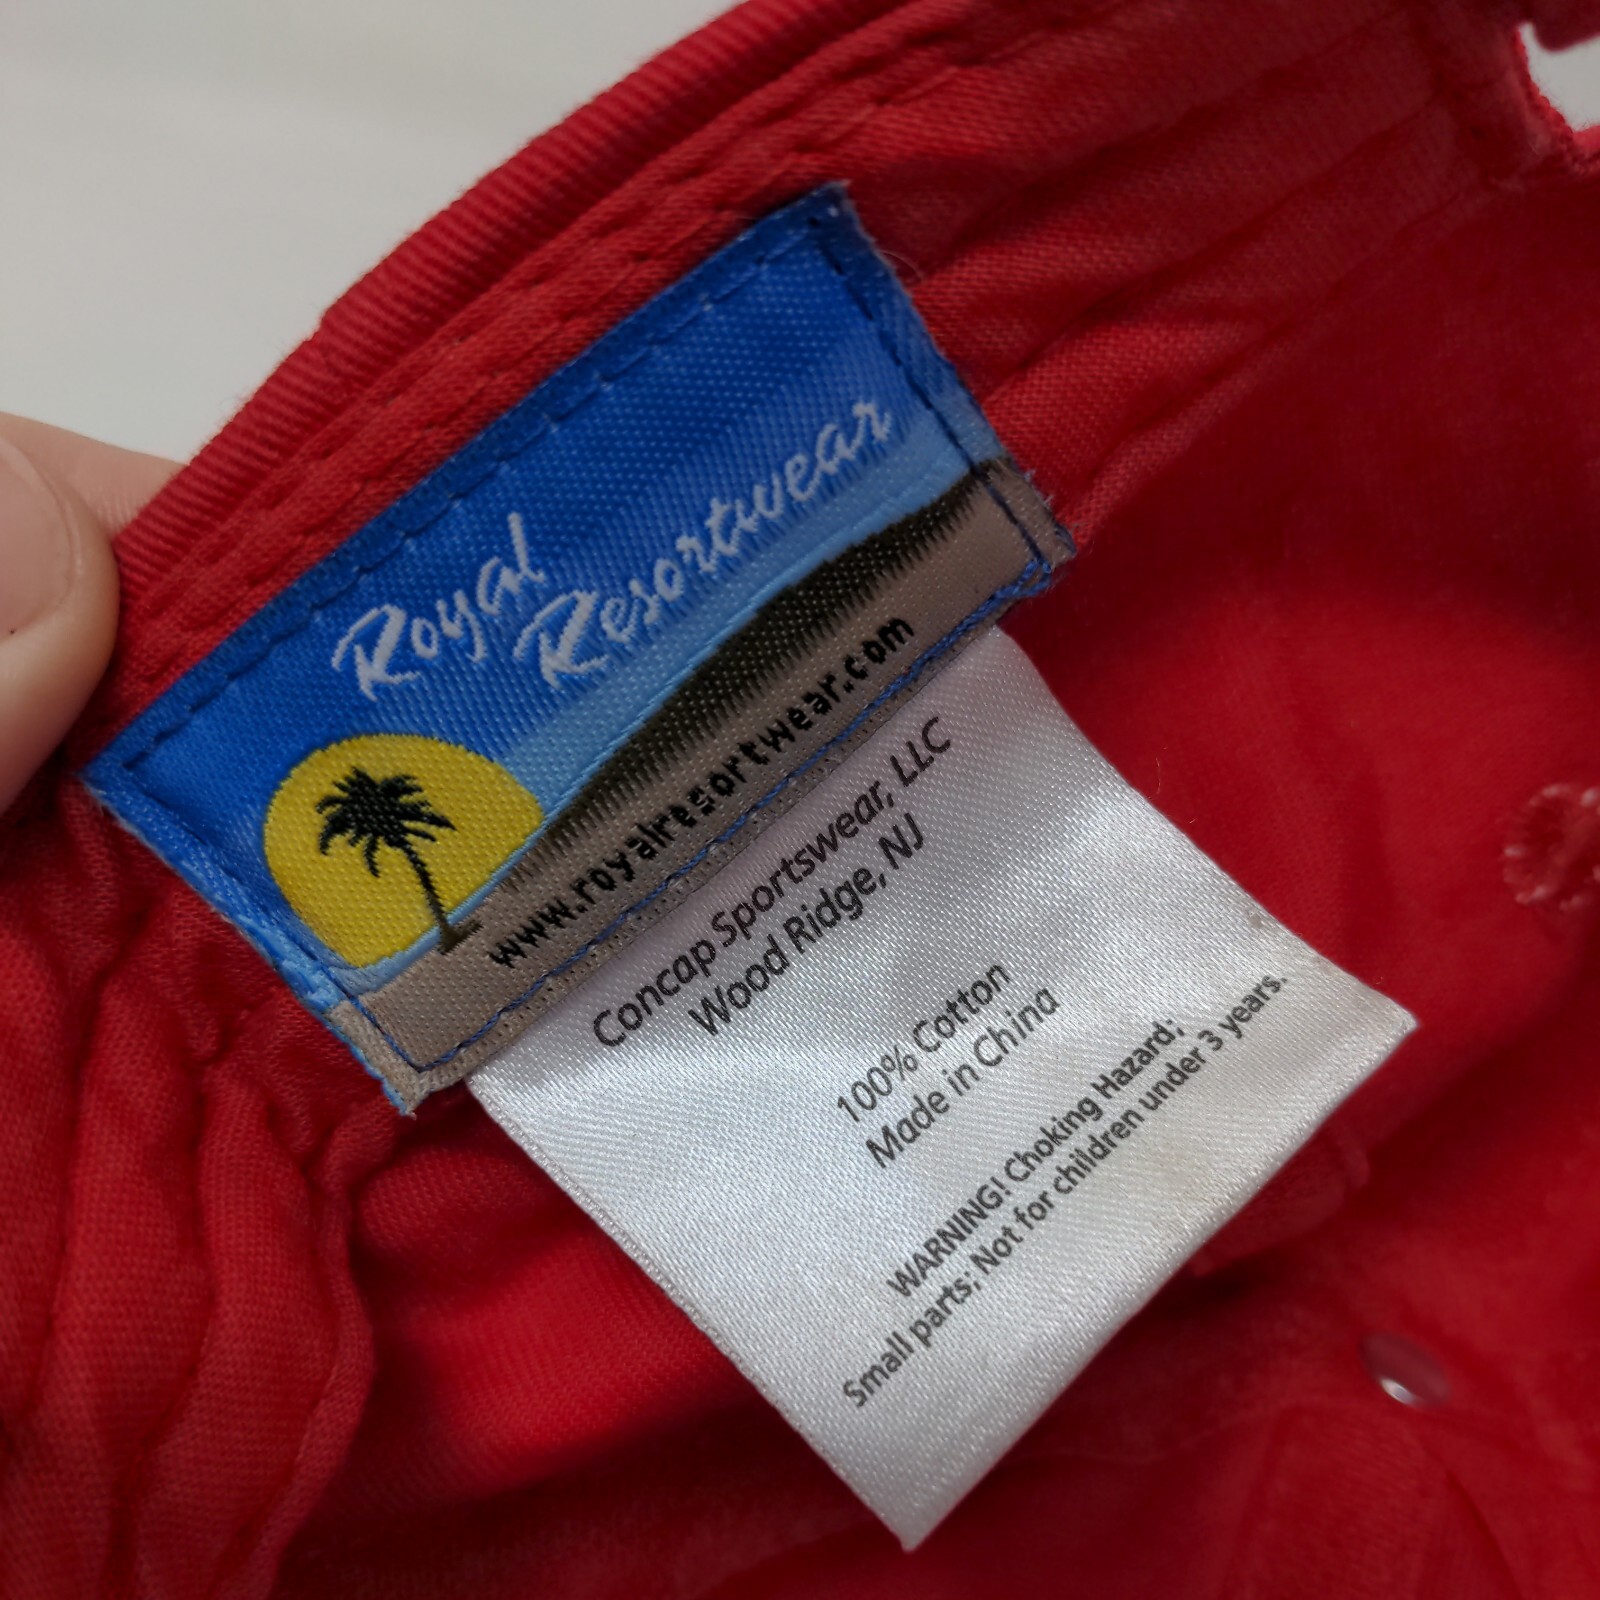 Royal
Resortwear
www.royalresortwear.com
Concap Sportswear, LLC
Wood Ridge, NJ
100% Cotton
Made in China
WARNING! Choking Hazard;
Small parts; Not for children under 3 years.